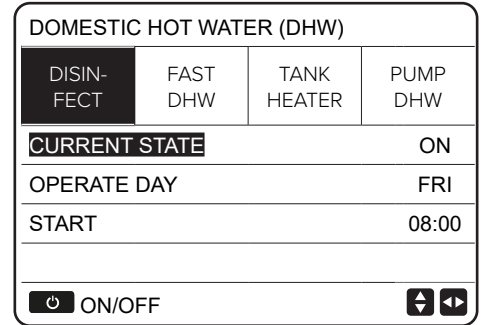 DOMESTIC HOT WATER (DHW)
DISIN-
FECT
FAST
DHW
TANK
HEATER
PUMP
DHW
CURRENT STATE ON
OPERATE DAY FRI
START 08:00
ON/OFF